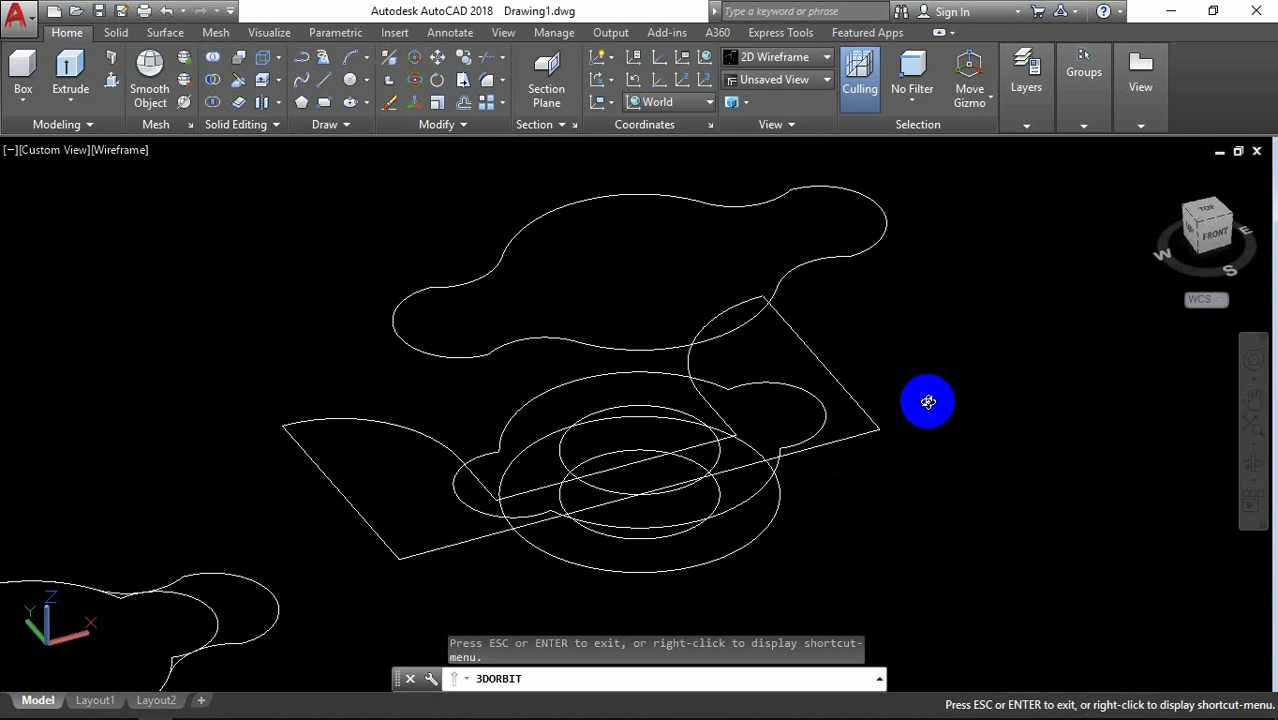 Autodesk AutoCAD 2018 Drawing1.dwg
Type a keyword or phrase
Sign In
Home Solid Surface Mesh Visualize Parametric Insert Annotate View Manage Output Add-ins A360 Express Tools Featured Apps
2D Wireframe
Unsaved View
World
Box Extrude Smooth
Object
Section
Plane
Culling No Filter Move
Gizmo
Layers Groups View
Modeling Mesh Solid Editing Draw Modify Section Coordinates View Selection
[−][Custom View][Wireframe]
TOP
FRONT
W
S
E
WCS
Z
Y
X
Press ESC or ENTER to exit, or right-click to display shortcut-
menu.
3DORBIT
Model Layout1 Layout2 +
Press ESC or ENTER to exit, or right-click to display shortcut-menu.